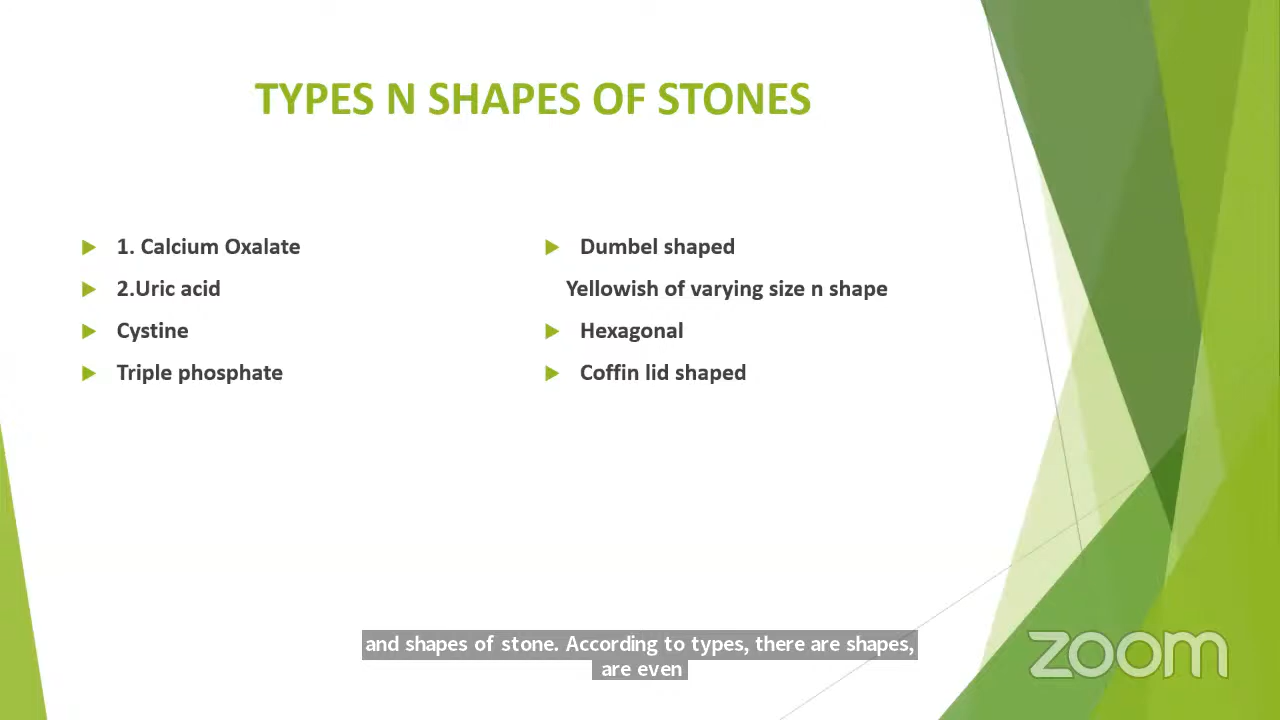 TYPES N SHAPES OF STONES
1. Calcium Oxalate
2.Uric acid
Cystine
Triple phosphate
Dumbel shaped
Yellowish of varying size n shape
Hexagonal
Coffin lid shaped
and shapes of stone. According to types, there are shapes,
are even
zoom